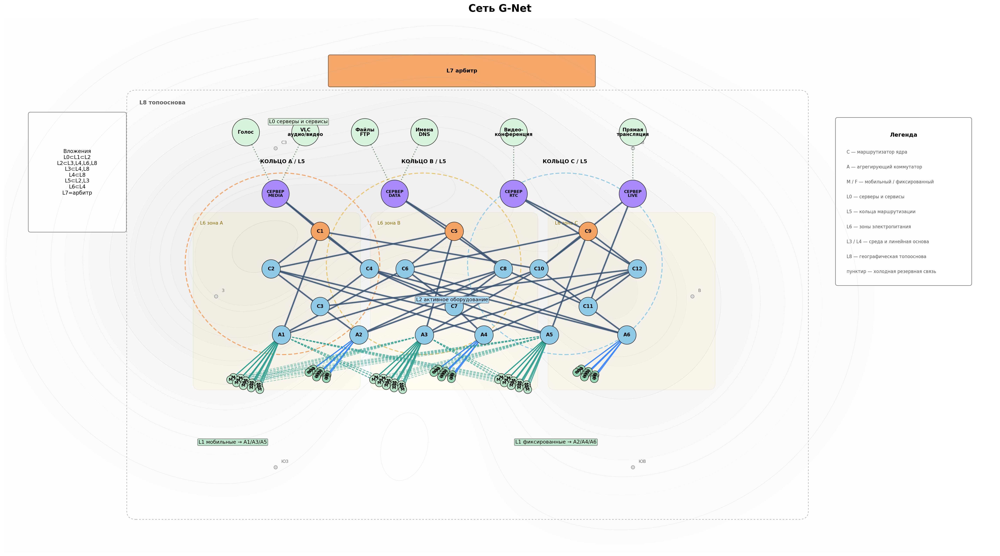 Сеть G-Net
L7 арбитр
L8 топооснова
Вложения
L0⊂L1⊂L2
L2⊂L3,L4,L6,L8
L3⊂L4,L8
L4⊂L8
L5⊂L2,L3
L6⊂L4
L7=арбитр
L0 серверы и сервисы
Голос
VLC
аудио/видео
Файлы
FTP
Имена
DNS
Видео-
конференция
Прямая
трансляция
СЗ
КОЛЬЦО A / L5
КОЛЬЦО B / L5
КОЛЬЦО C / L5
СЕРВЕР
MEDIA
СЕРВЕР
DATA
СЕРВЕР
RTC
СЕРВЕР
LIVE
L6 зона A
L6 зона B
L6 зона C
C1
C5
C9
C2
C4
C6
C8
C10
C12
З
В
L2 активное оборудование
C3
C7
C11
A1
A2
A3
A4
A5
A6
М М М М М М М М М М М
Ф Ф Ф Ф Ф Ф Ф
М М М М М М М М М М М
Ф Ф Ф Ф Ф Ф Ф
М М М М М М М М М М М
Ф Ф Ф Ф Ф Ф Ф
L1 мобильные → A1/A3/A5
L1 фиксированные → A2/A4/A6
ЮЗ
ЮВ
Легенда
C — маршрутизатор ядра
A — агрегирующий коммутатор
M / F — мобильный / фиксированный
L0 — серверы и сервисы
L5 — кольца маршрутизации
L6 — зоны электропитания
L3 / L4 — среда и линейная основа
L8 — географическая топооснова
пунктир — холодная резервная связь